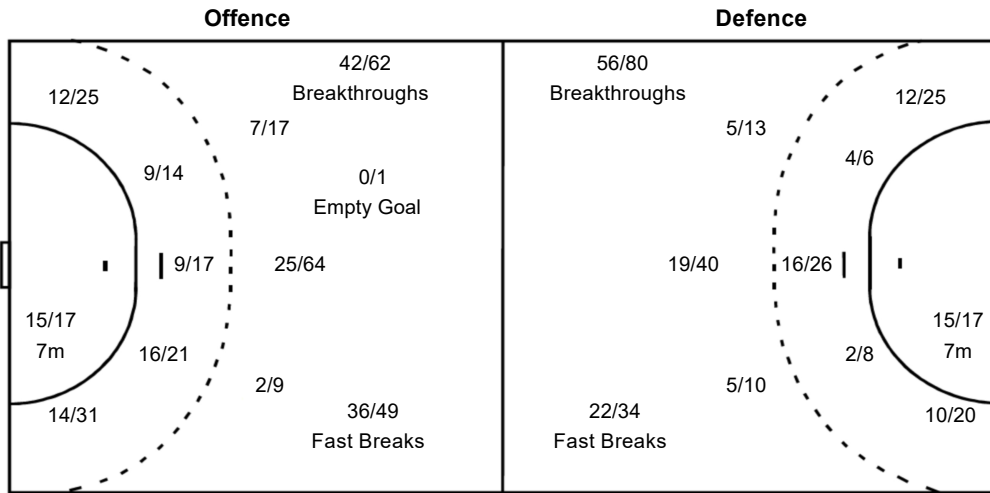 Offence
Defence
42/62
Breakthroughs
12/25
7/17
9/14
0/1
Empty Goal
9/17
25/64
15/17
7m
16/21
2/9
14/31
36/49
Fast Breaks
56/80
Breakthroughs
12/25
5/13
4/6
19/40
16/26
15/17
7m
2/8
5/10
22/34
Fast Breaks
10/20